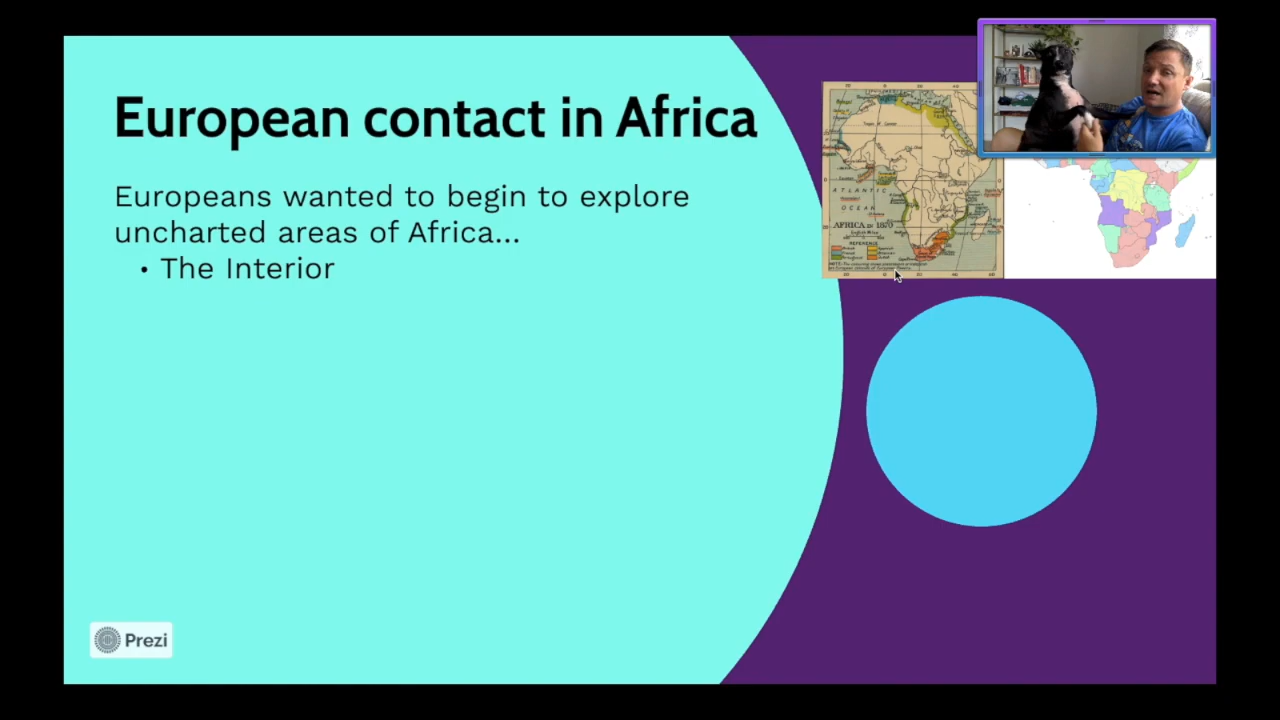 European contact in Africa
Europeans wanted to begin to explore
uncharted areas of Africa...
• The Interior
ATLANTIC
OCEAN
AFRICA IN 1870
REFERENCE
Prezi